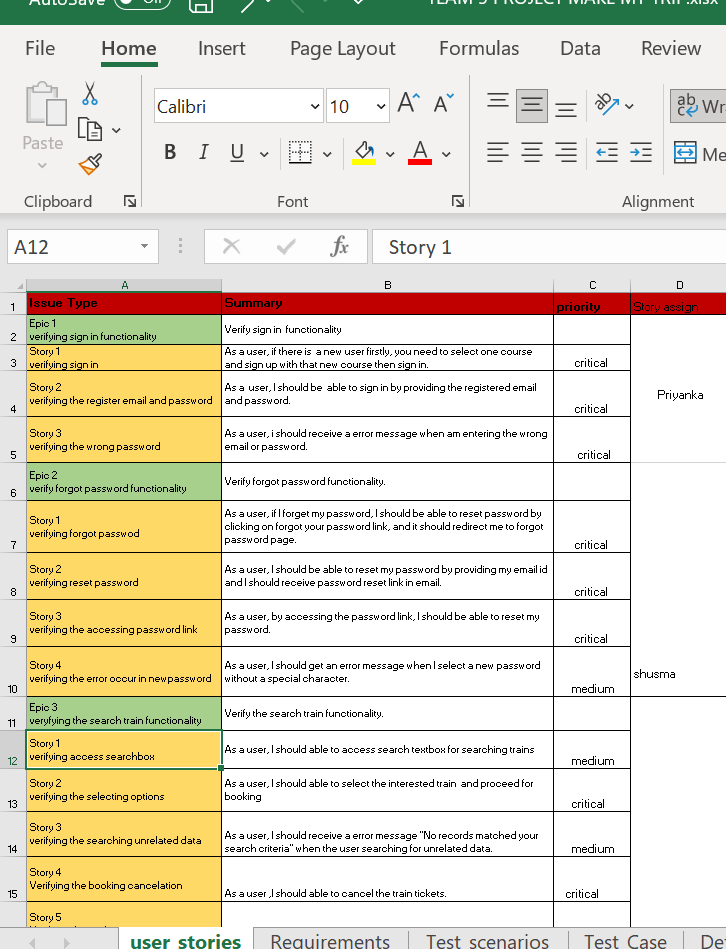 AutoSave Off TEAM 5 PROJECT MAKE MY TRIP.xlsx
File Home Insert Page Layout Formulas Data Review
Calibri 10 A A ab Wr
Paste B I U A Me
Clipboard Font Alignment
A12 fx Story 1
A B C D
1 Issue Type Summary priority Story assign
Epic 1
2 verifying sign in functionality Verify sign in functionality
Story 1 As a user, if there is a new user firstly, you need to select one course
3 verifying sign in and sign up with that new course then sign in. critical
Story 2 As a user, I should be able to sign in by providing the registered email
verifying the register email and password and password. Priyanka
4 critical
Story 3 As a user, i should receive a error message when am entering the wrong
verifying the wrong password email or password.
5 critical
Epic 2
verify forgot password functionality Verify forgot password functionality.
6
Story 1 As a user, if I forget my password, I should be able to reset password by
verifying forgot passwod clicking on forgot your password link, and it should redirect me to forgot
password page.
7 critical
Story 2 As a user, I should be able to reset my password by providing my email id
verifying reset password and I should receive password reset link in email.
8 critical
Story 3 As a user, by accessing the password link, I should be able to reset my
verifying the accessing password link password.
9 critical
Story 4 As a user, I should get an error message when I select a new password
verifying the error occur in new password without a special character. shusma
10 medium
Epic 3
11 veryfying the search train functionality Verify the search train functionality.
Story 1
verifying access searchbox As a user, I should able to access search textbox for searching trains
12 medium
Story 2 As a user, I should able to select the interested train and proceed for
verifying the selecting options booking
13 critical
Story 3
verifying the searching unrelated data As a user, I should receive a error message "No records matched your
14 search criteria" when the user searching for unrelated data. medium
Story 4
Verifying the booking cancelation
15 As a user ,I should able to cancel the train tickets. critical
Story 5
user stories Requirements Test scenarios Test Case De